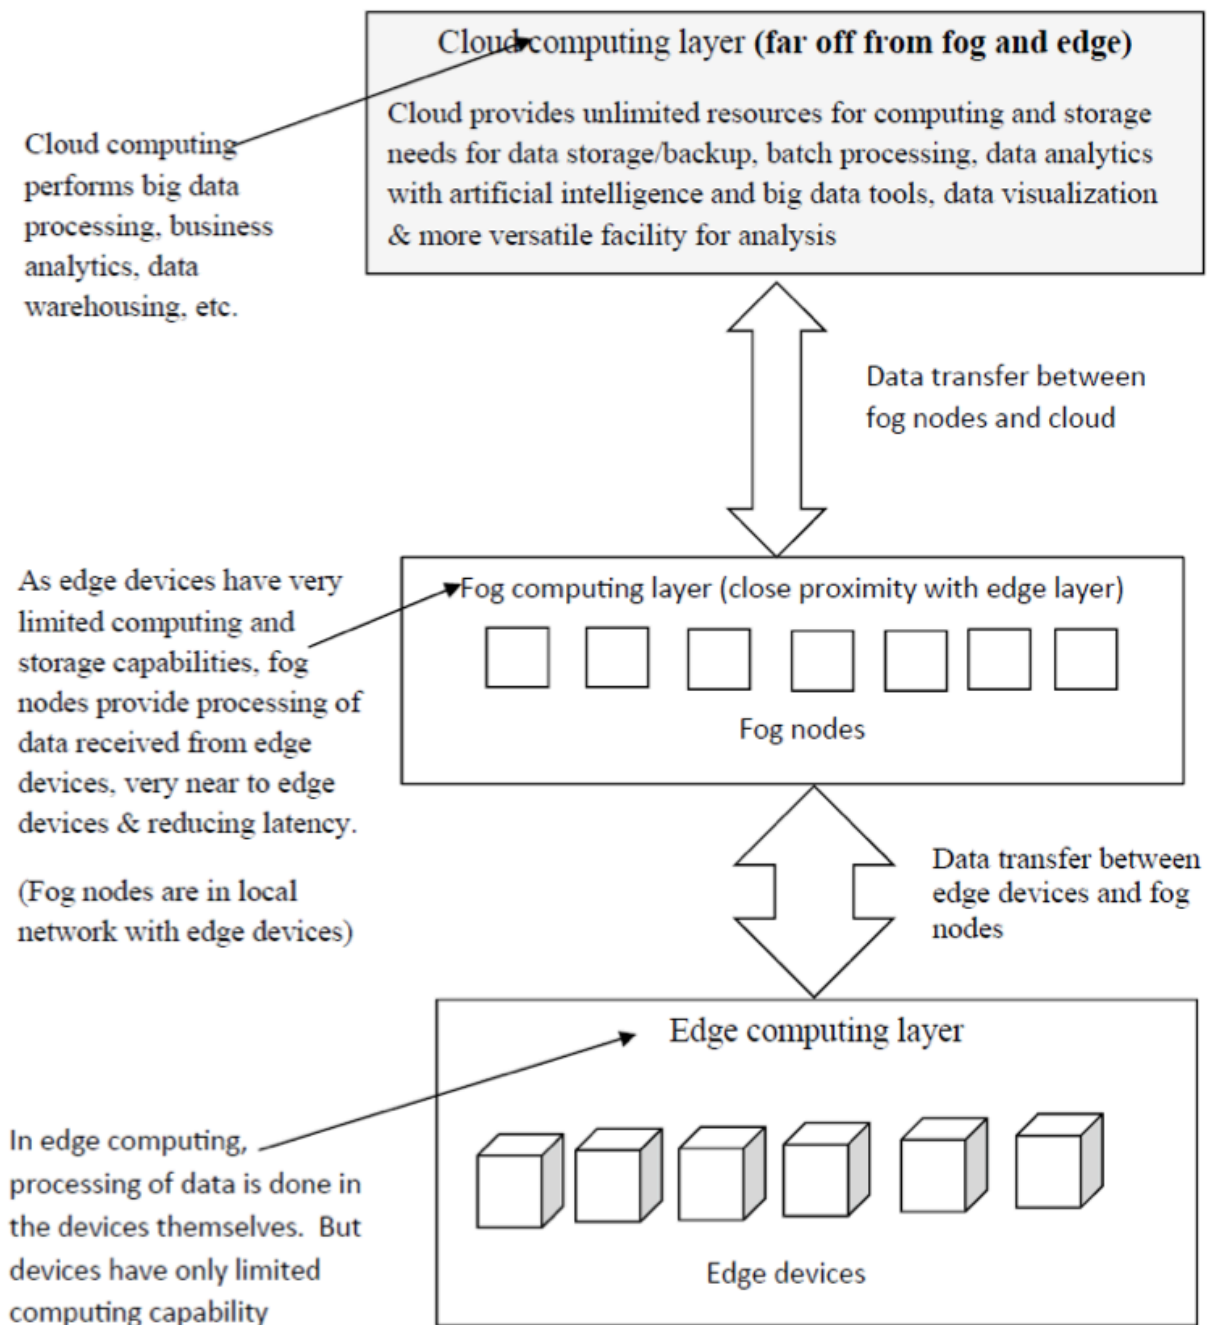 Cloud computing layer (far off from fog and edge)
Cloud provides unlimited resources for computing and storage
needs for data storage/backup, batch processing, data analytics
with artificial intelligence and big data tools, data visualization
& more versatile facility for analysis
Cloud computing
performs big data
processing, business
analytics, data
warehousing, etc.
Data transfer between
fog nodes and cloud
As edge devices have very
limited computing and
storage capabilities, fog
nodes provide processing of
data received from edge
devices, very near to edge
devices & reducing latency.
(Fog nodes are in local
network with edge devices)
Fog computing layer (close proximity with edge layer)
Fog nodes
Data transfer between
edge devices and fog
nodes
Edge computing layer
In edge computing,
processing of data is done in
the devices themselves. But
devices have only limited
computing capability
Edge devices